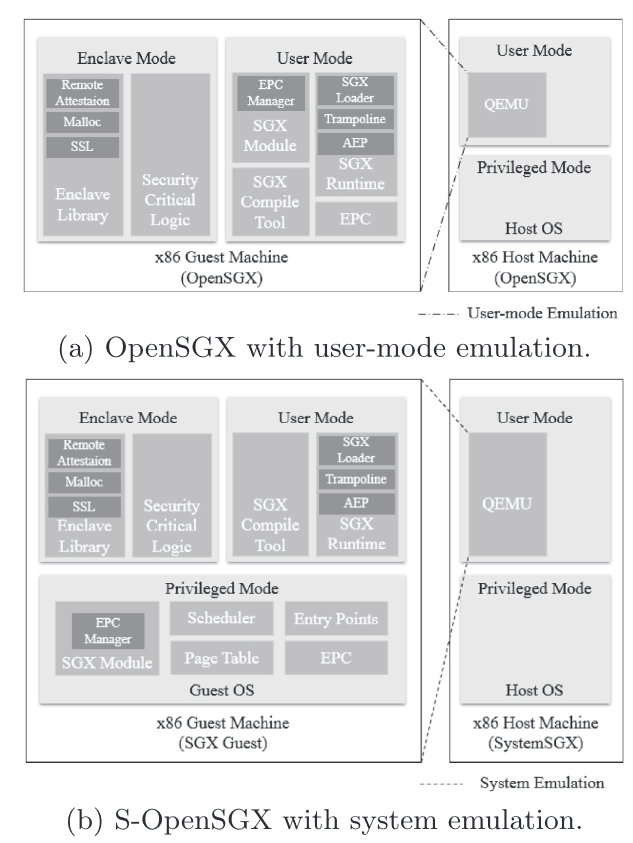 Enclave Mode
Remote
Attestaion
Malloc
SSL
Enclave
Library
Security
Critical
Logic
User Mode
EPC
Manager
SGX
Module
SGX
Compile
Tool
SGX
Loader
Trampoline
AEP
SGX
Runtime
EPC
x86 Guest Machine
(OpenSGX)
User Mode
QEMU
Privileged Mode
Host OS
x86 Host Machine
(OpenSGX)
User-mode Emulation
(a) OpenSGX with user-mode emulation.
Enclave Mode
Remote
Attestaion
Malloc
SSL
Enclave
Library
Security
Critical
Logic
User Mode
SGX
Compile
Tool
SGX
Loader
Trampoline
AEP
SGX
Runtime
Privileged Mode
EPC
Manager
SGX Module
Scheduler
Entry Points
Page Table
EPC
Guest OS
x86 Guest Machine
(SGX Guest)
User Mode
QEMU
Privileged Mode
Host OS
x86 Host Machine
(SystemSGX)
System Emulation
(b) S-OpenSGX with system emulation.